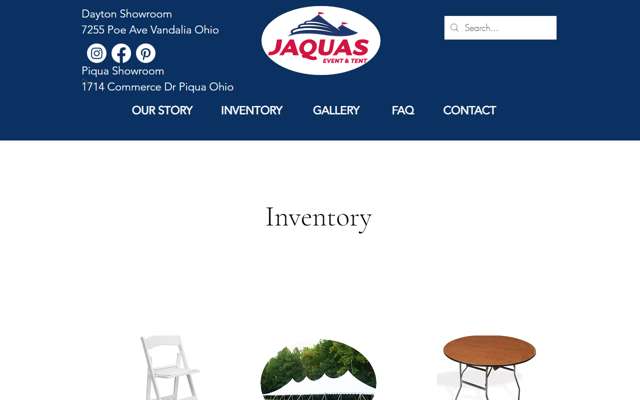 Dayton Showroom
7255 Poe Ave Vandalia Ohio
Piqua Showroom
1714 Commerce Dr Piqua Ohio
JAQUAS
EVENT & TENT
Search...
OUR STORY
INVENTORY
GALLERY
FAQ
CONTACT
Inventory